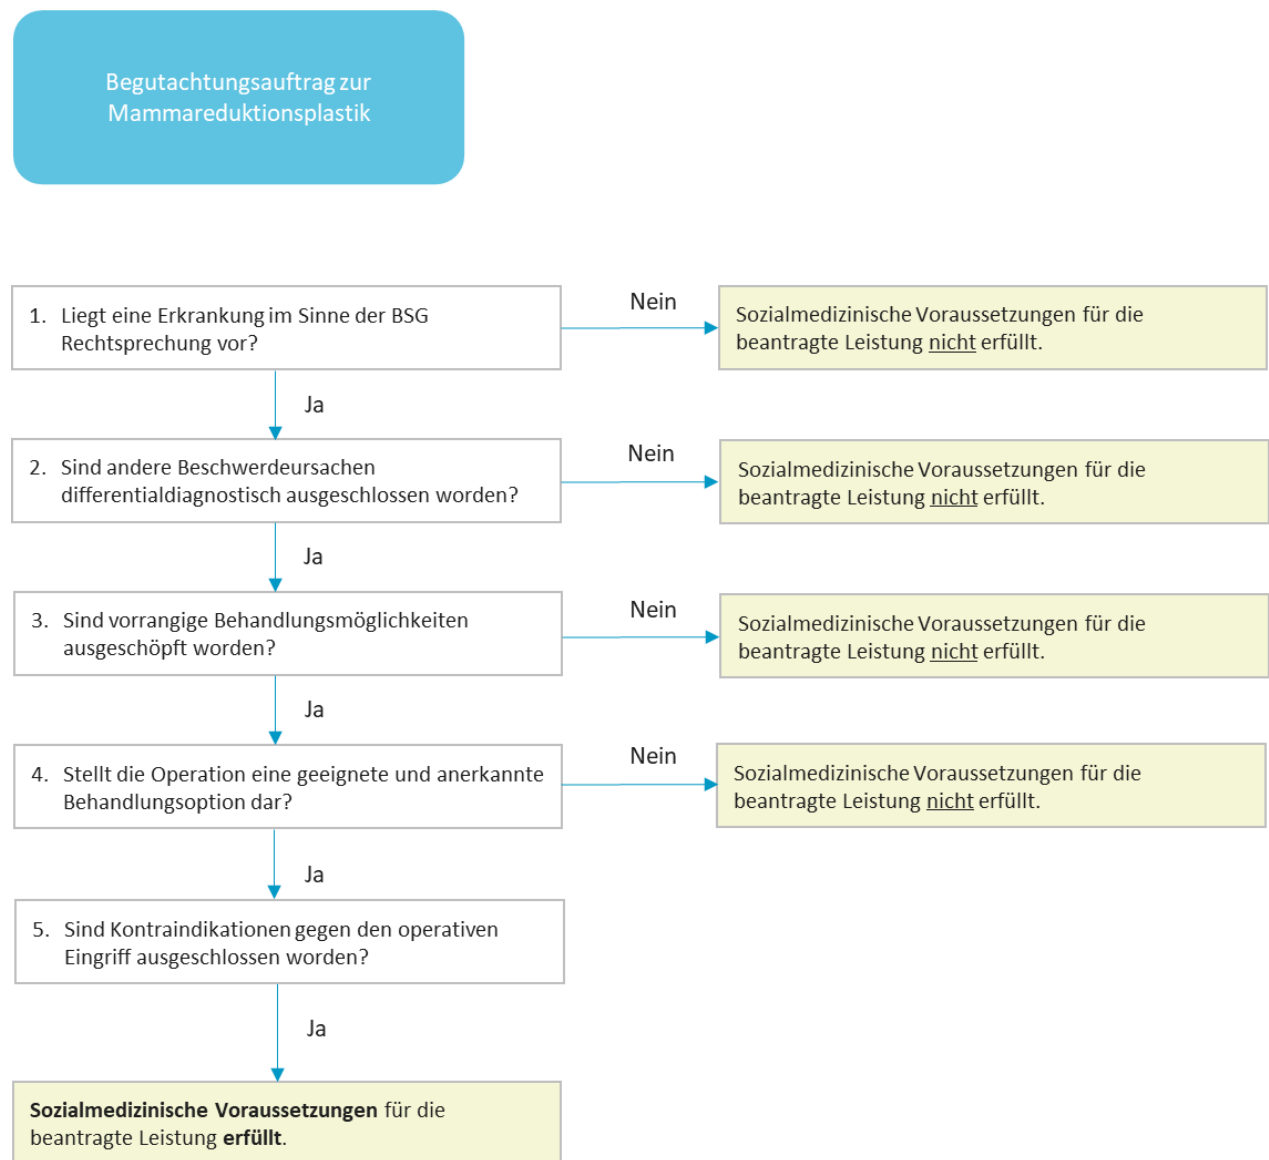 Begutachtungsauftrag zur
Mammareduktionsplastik
1. Liegt eine Erkrankung im Sinne der BSG
Rechtsprechung vor?
Nein
Sozialmedizinische Voraussetzungen für die
beantragte Leistung nicht erfüllt.
Ja
2. Sind andere Beschwerdeursachen
differentialdiagnostisch ausgeschlossen worden?
Nein
Sozialmedizinische Voraussetzungen für die
beantragte Leistung nicht erfüllt.
Ja
3. Sind vorrangige Behandlungsmöglichkeiten
ausgeschöpft worden?
Nein
Sozialmedizinische Voraussetzungen für die
beantragte Leistung nicht erfüllt.
Ja
4. Stellt die Operation eine geeignete und anerkannte
Behandlungsoption dar?
Nein
Sozialmedizinische Voraussetzungen für die
beantragte Leistung nicht erfüllt.
Ja
5. Sind Kontraindikationen gegen den operativen
Eingriff ausgeschlossen worden?
Ja
Sozialmedizinische Voraussetzungen für die
beantragte Leistung erfüllt.